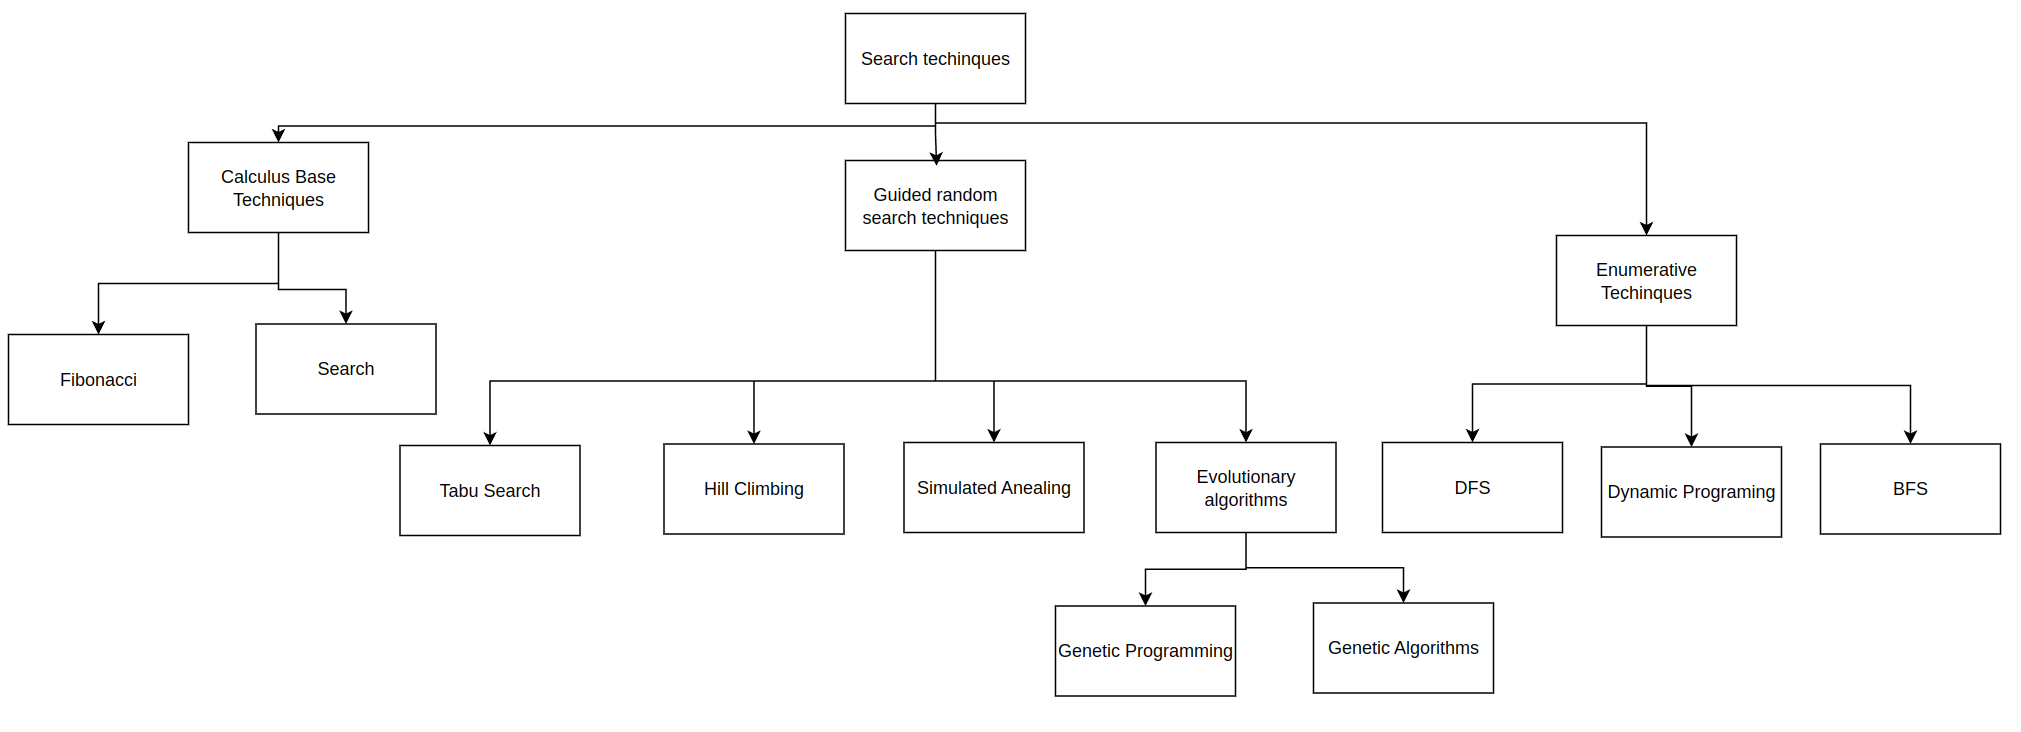 Search techinques
Calculus Base
Techniques
Guided random
search techniques
Enumerative
Techinques
Fibonacci
Search
Tabu Search
Hill Climbing
Simulated Anealing
Evolutionary
algorithms
DFS
Dynamic Programing
BFS
Genetic Programming
Genetic Algorithms